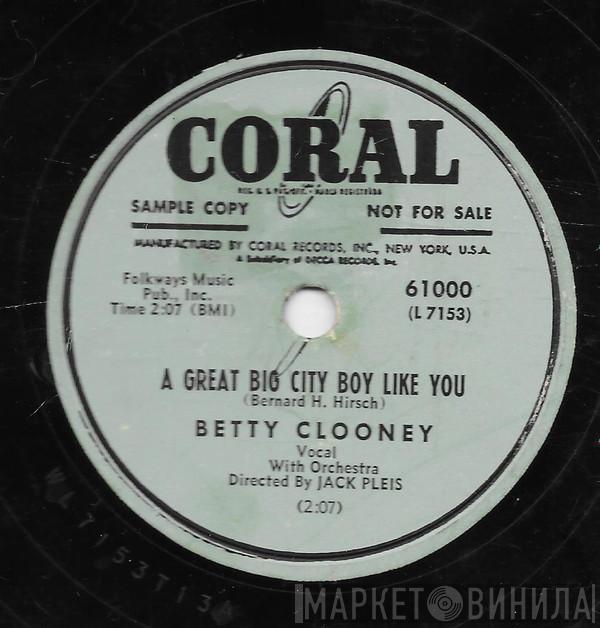 CORAL
SAMPLE COPY
NOT FOR SALE
MANUFACTURED BY CORAL RECORDS, INC., NEW YORK, U.S.A.
A Subsidiary of DECCA RECORDS, Inc.
Folkways Music
Pub., Inc.
Time 2:07 (BMI)
61000
(L 7153)
A GREAT BIG CITY BOY LIKE YOU
(Bernard H. Hirsch)
BETTY CLOONEY
Vocal
With Orchestra
Directed By JACK PLEIS
(2:07)
МАРКЕТ ВИНИЛА